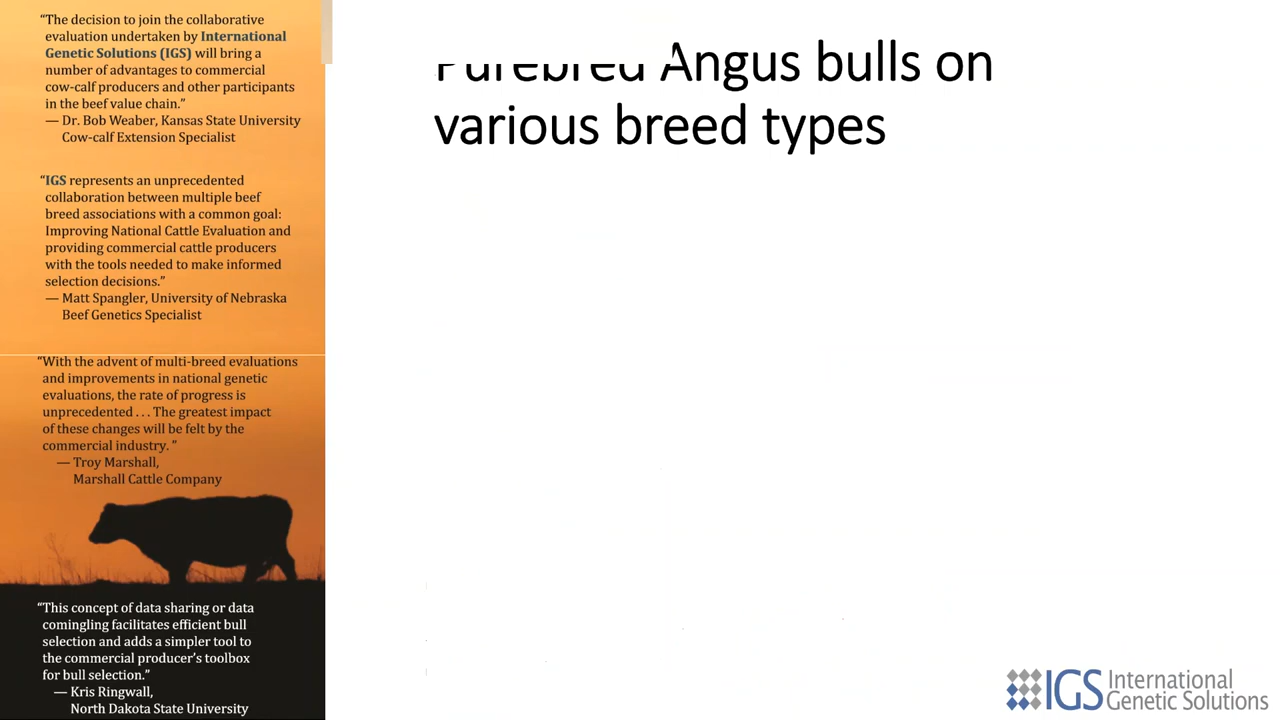 “The decision to join the collaborative
evaluation undertaken by International
Genetic Solutions (IGS) will bring a
number of advantages to commercial
cow-calf producers and other participants
in the beef value chain.”
— Dr. Bob Weaber, Kansas State University
Cow-calf Extension Specialist
“IGS represents an unprecedented
collaboration between multiple beef
breed associations with a common goal:
Improving National Cattle Evaluation and
providing commercial cattle producers
with the tools needed to make informed
selection decisions.”
— Matt Spangler, University of Nebraska
Beef Genetics Specialist
“With the advent of multi-breed evaluations
and improvements in national genetic
evaluations, the rate of progress is
unprecedented . . . The greatest impact
of these changes will be felt by the
commercial industry. “
— Troy Marshall,
Marshall Cattle Company
“This concept of data sharing or data
comingling facilitates efficient bull
selection and adds a simpler tool to
the commercial producer’s toolbox
for bull selection.”
— Kris Ringwall,
North Dakota State University
Purebred Angus bulls on
various breed types
IGS International
Genetic Solutions